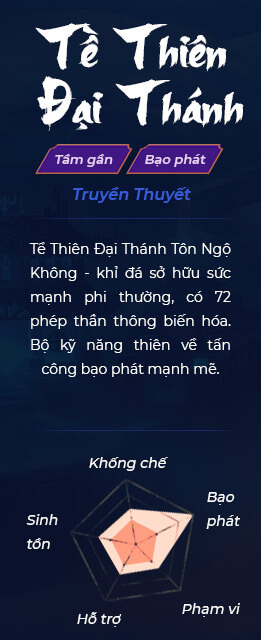 Tề Thiên
Đại Thánh
Tầm gần
Bạo phát
Truyền Thuyết
Tề Thiên Đại Thánh Tôn Ngộ
Không - khỉ đá sở hữu sức
mạnh phi thường, có 72
phép thần thông biến hóa.
Bộ kỹ năng thiên về tấn
công bạo phát mạnh mẽ.
Khống chế
Bạo
phát
Sinh
tồn
Phạm vi
Hỗ trợ